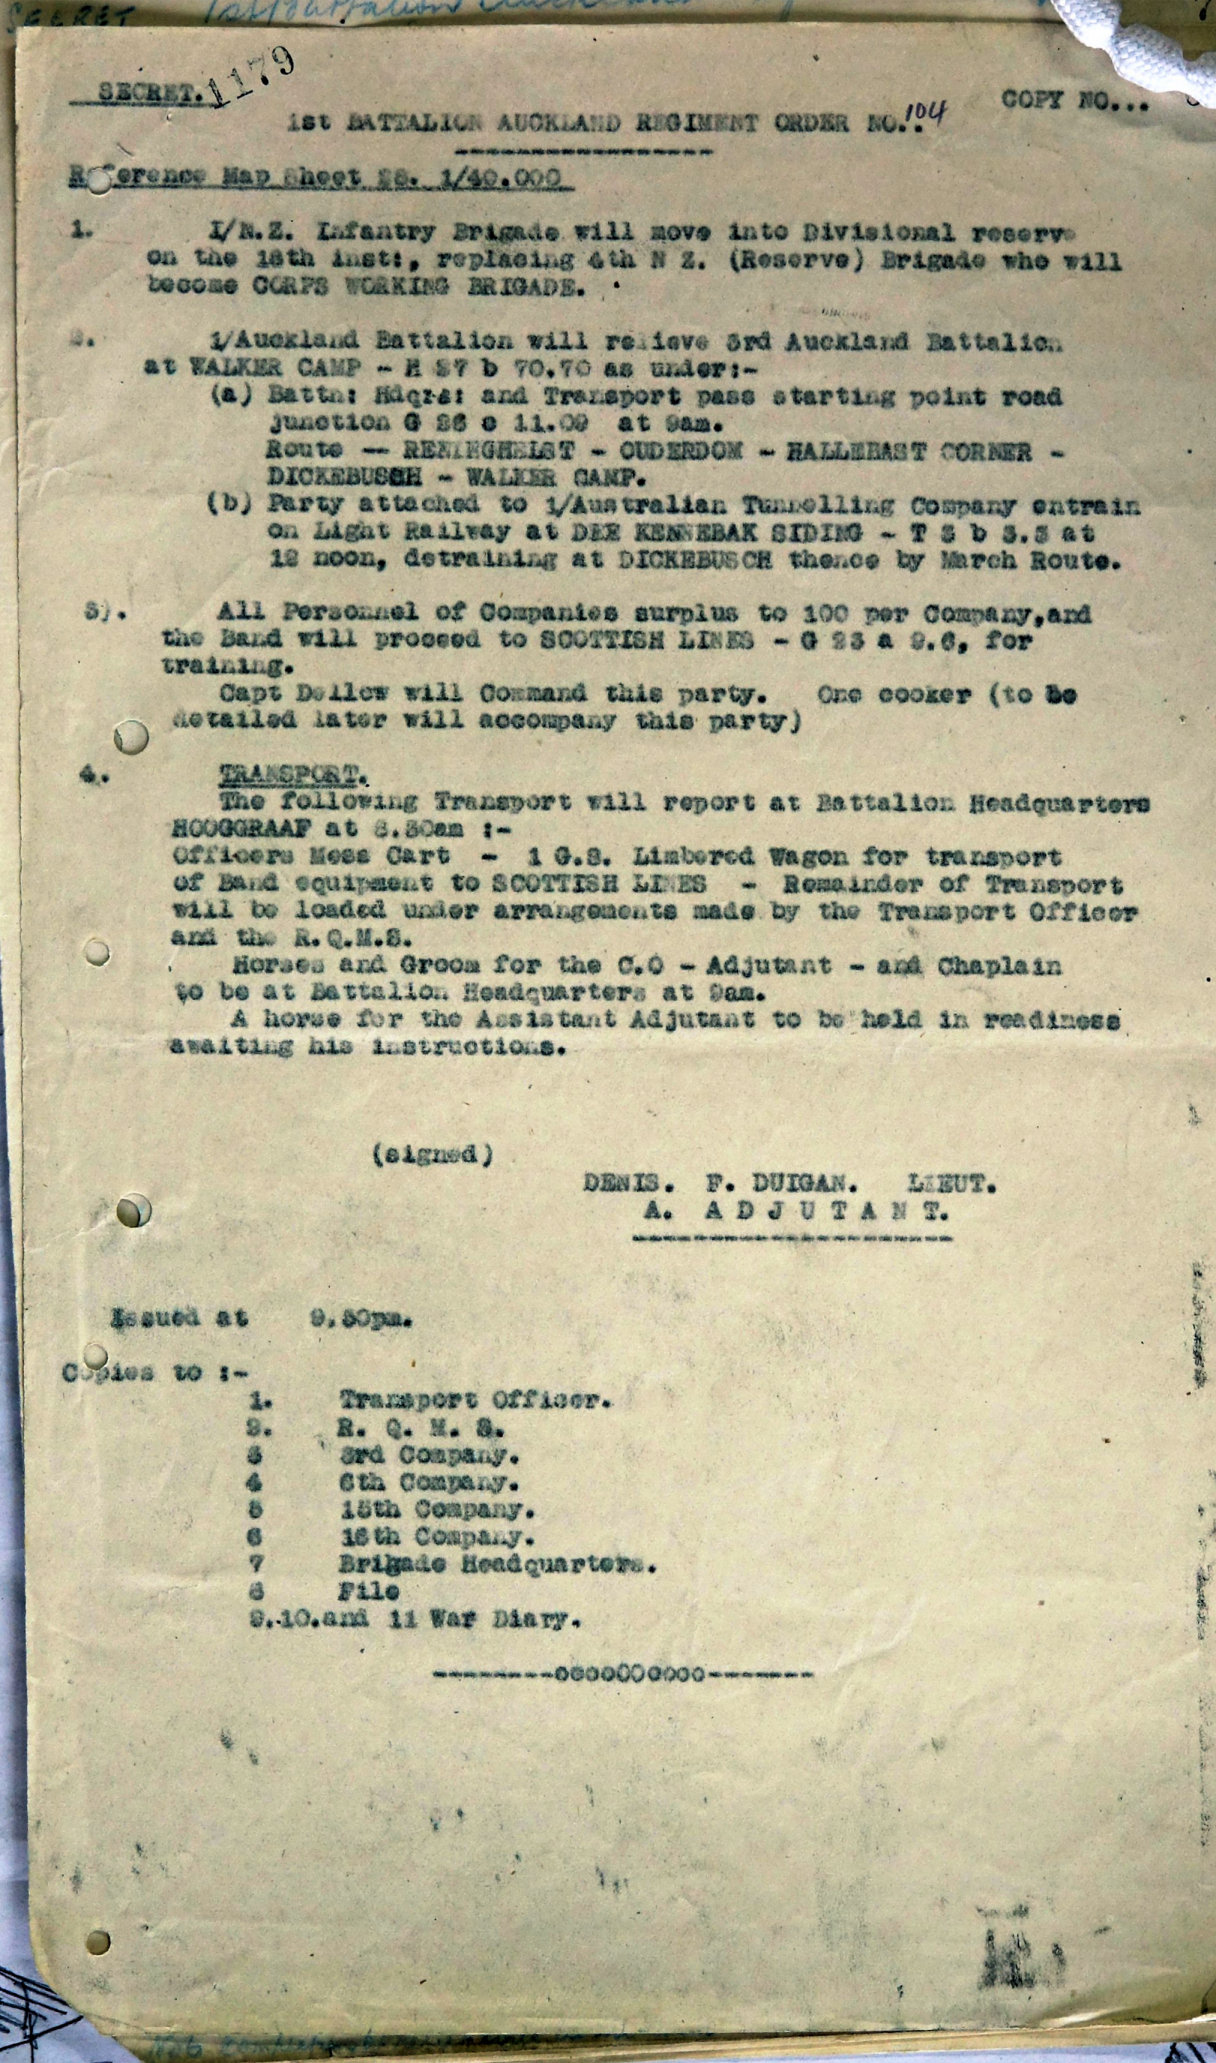 SECRET
1st Battalion
SECRET. 1179
COPY NO...
1st BATTALION AUCKLAND REGIMENT ORDER NO.. 104
Reference Map Sheet 28. 1/40.000
1. I/N.Z. Infantry Brigade will move into Divisional reserve
on the 18th inst:, replacing 4th N Z. (Reserve) Brigade who will
become CORPS WORKING BRIGADE.
2. 1/Auckland Battalion will relieve 3rd Auckland Battalion
at WALKER CAMP - H 27 b 70.70 as under:-
(a) Battn: Hdqrs: and Transport pass starting point road
junction G 26 c 11.09 at 9am.
Route -- RENINGHELST - OUDERDOM - HALLEBAST CORNER -
DICKEBUSCH - WALKER CAMP.
(b) Party attached to 1/Australian Tunnelling Company entrain
on Light Railway at DEE KENNEBAK SIDING - T 3 b 3.3 at
12 noon, detraining at DICKEBUSCH thence by March Route.
3). All Personnel of Companies surplus to 100 per Company,and
the Band will proceed to SCOTTISH LINES - G 23 a 9.6, for
training.
Capt Dellow will Command this party. One cooker (to be
detailed later will accompany this party)
4. TRANSPORT.
The following Transport will report at Battalion Headquarters
HOOGGRAAF at 8.30am :-
Officers Mess Cart - 1 G.S. Limbered Wagon for transport
of Band equipment to SCOTTISH LINES - Remainder of Transport
will be loaded under arrangements made by the Transport Officer
and the R.Q.M.S.
Horses and Groom for the C.O - Adjutant - and Chaplain
to be at Battalion Headquarters at 9am.
A horse for the Assistant Adjutant to be held in readiness
awaiting his instructions.
(signed)
DENIS. F. DUIGAN. LIEUT.
A. A D J U T A N T.
Issued at 9.30pm.
Copies to :-
1. Transport Officer.
2. R. Q. M. S.
3 3rd Company.
4 6th Company.
5 15th Company.
6 16th Company.
7 Brigade Headquarters.
8 File
9.10.and 11 War Diary.
--------oooo00oooo-------